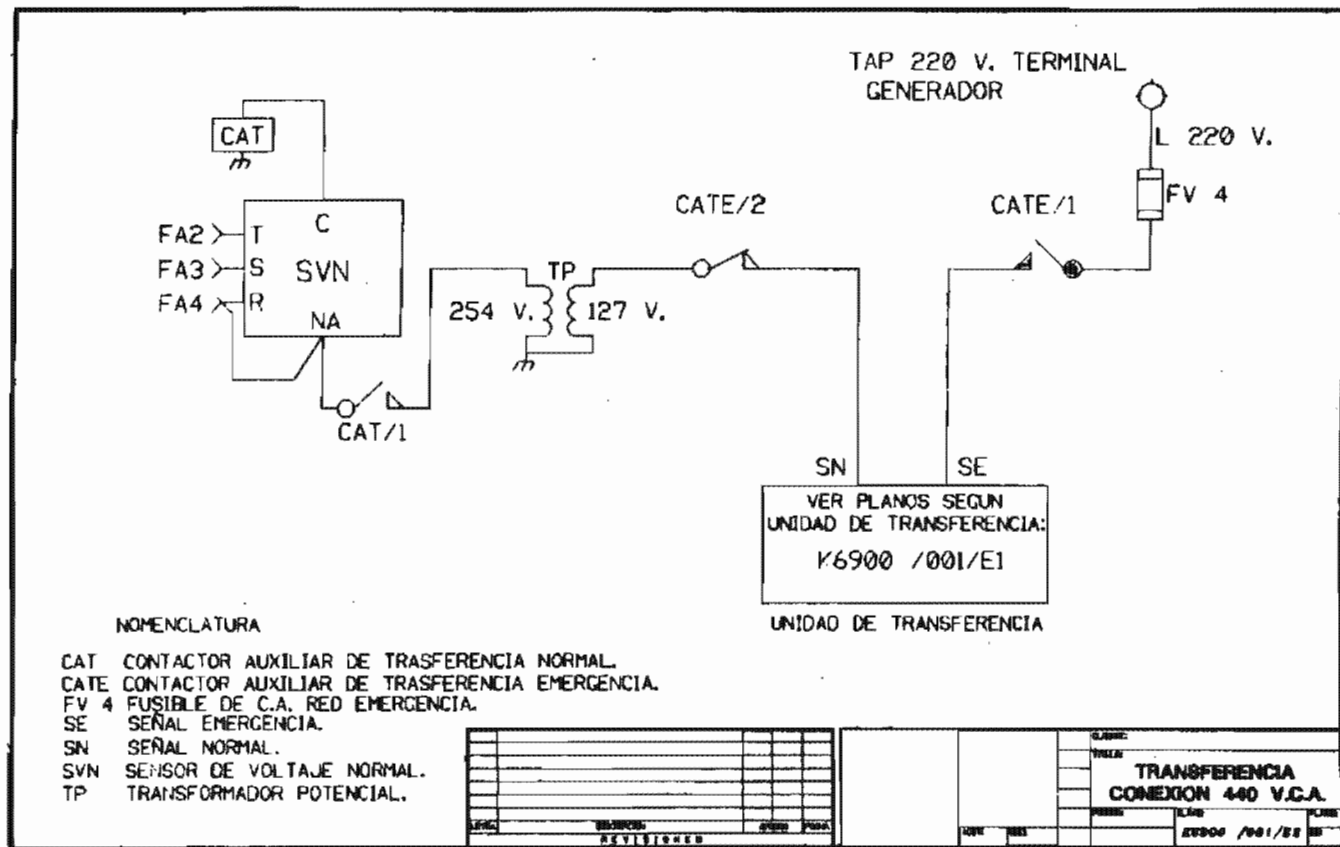 TAP 220 V. TERMINAL
GENERADOR
L 220 V.
FV 4
CAT
CATE/2
CATE/1
FA2
T
C
FA3
S
SVN
FA4
R
NA
TP
254 V.
127 V.
CAT/1
SN
SE
VER PLANOS SEGUN
UNIDAD DE TRANSFERENCIA:
K6900 /001/E1
UNIDAD DE TRANSFERENCIA
NOMENCLATURA
CAT CONTACTOR AUXILIAR DE TRASFERENCIA NORMAL.
CATE CONTACTOR AUXILIAR DE TRASFERENCIA EMERGENCIA.
FV 4 FUSIBLE DE C.A. RED EMERGENCIA.
SE SEÑAL EMERGENCIA.
SN SEÑAL NORMAL.
SVN SENSOR DE VOLTAJE NORMAL.
TP TRANSFORMADOR POTENCIAL.
REVISIONES
TRANSFERENCIA
CONEXION 440 V.C.A.